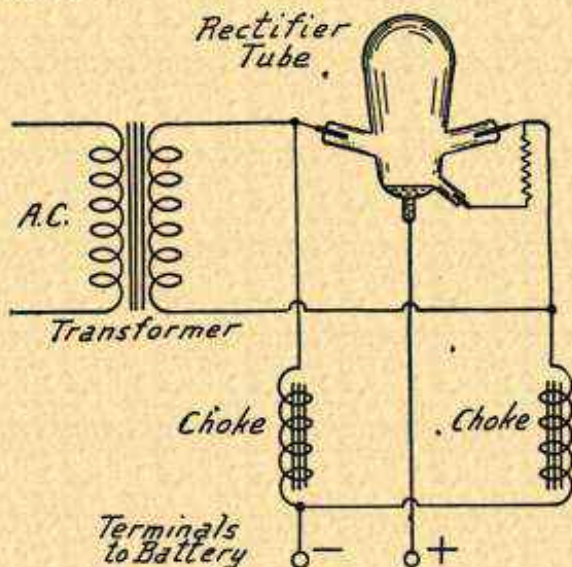 Rectifier
Tube
A.C.
Transformer
Choke
Choke
Terminals
to Battery
- +